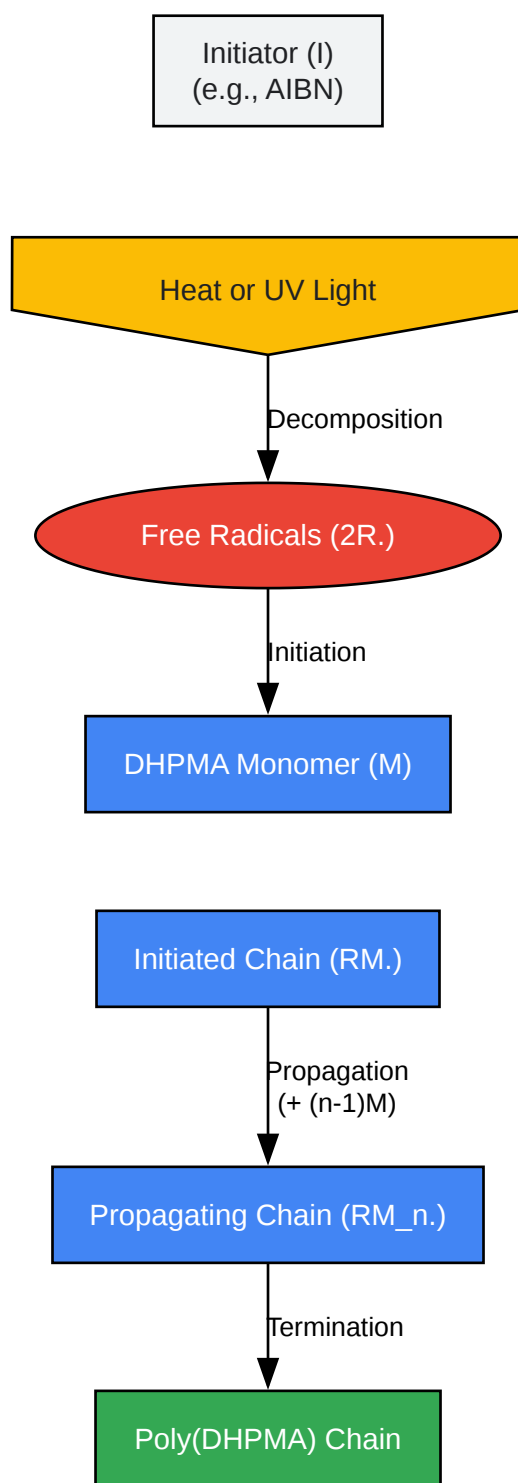 Initiator (I)
(e.g., AIBN)
Heat or UV Light
Decomposition
Free Radicals (2R.)
Initiation
DHPMA Monomer (M)
Initiated Chain (RM.)
Propagation
(+ (n-1)M)
Propagating Chain (RM_n.)
Termination
Poly(DHPMA) Chain